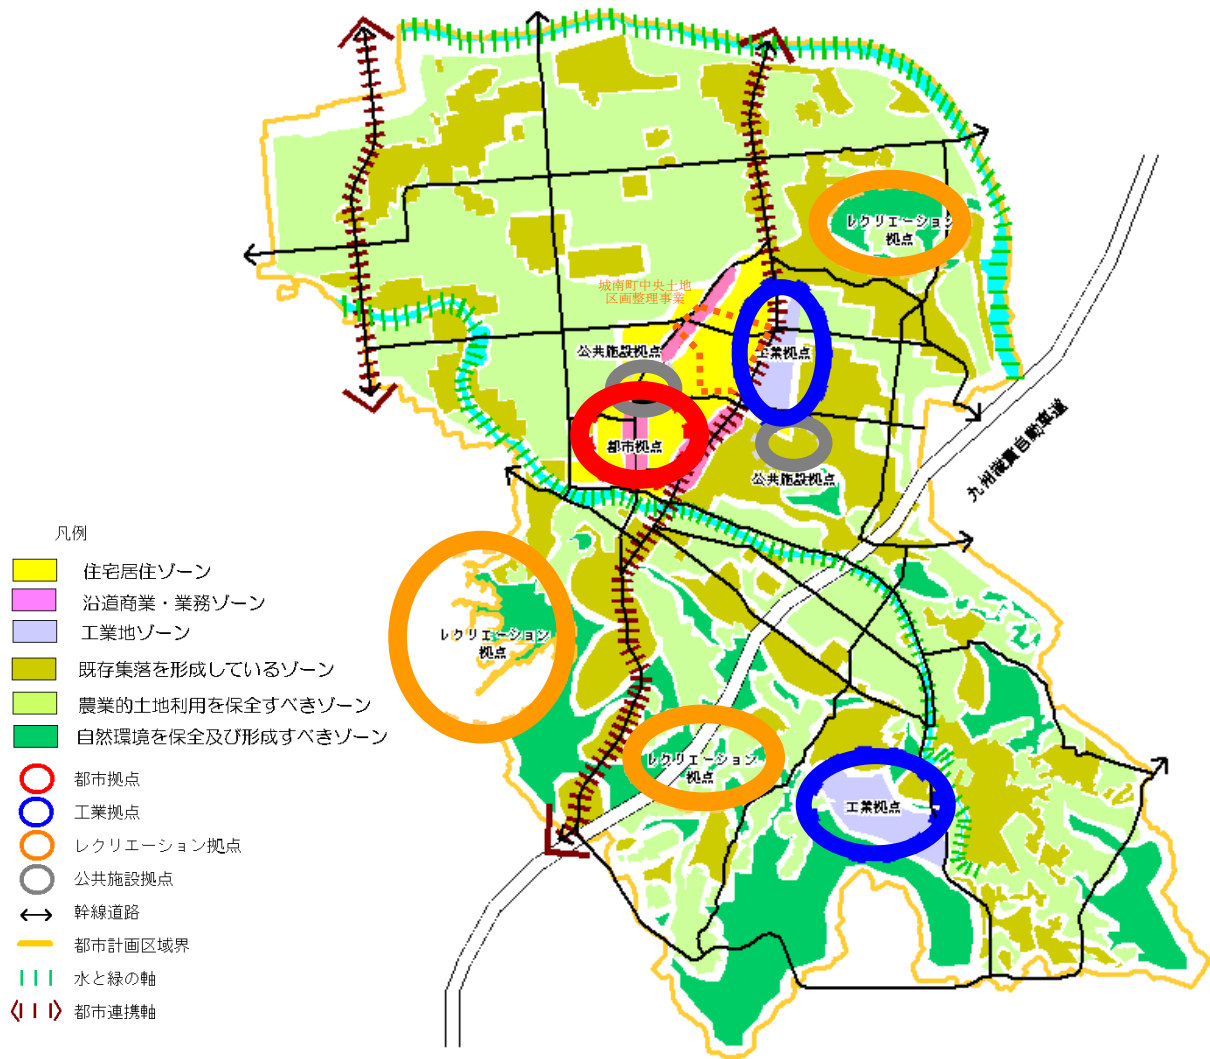 レクリエーション
拠点
城南町中央土地
区画整理事業
公共施設拠点
工業拠点
都市拠点
公共施設拠点
九州縦貫自動車道
レクリエーション
拠点
レクリエーション
拠点
工業拠点
凡例
住宅居住ゾーン
沿道商業・業務ゾーン
工業地ゾーン
既存集落を形成しているゾーン
農業的土地利用を保全すべきゾーン
自然環境を保全及び形成すべきゾーン
都市拠点
工業拠点
レクリエーション拠点
公共施設拠点
幹線道路
都市計画区域界
水と緑の軸
都市連携軸